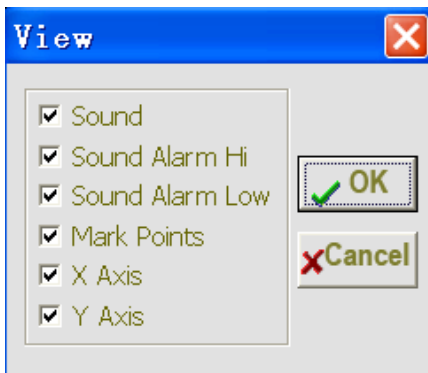 View
Sound
Sound Alarm Hi
Sound Alarm Low
Mark Points
X Axis
Y Axis
OK
Cancel